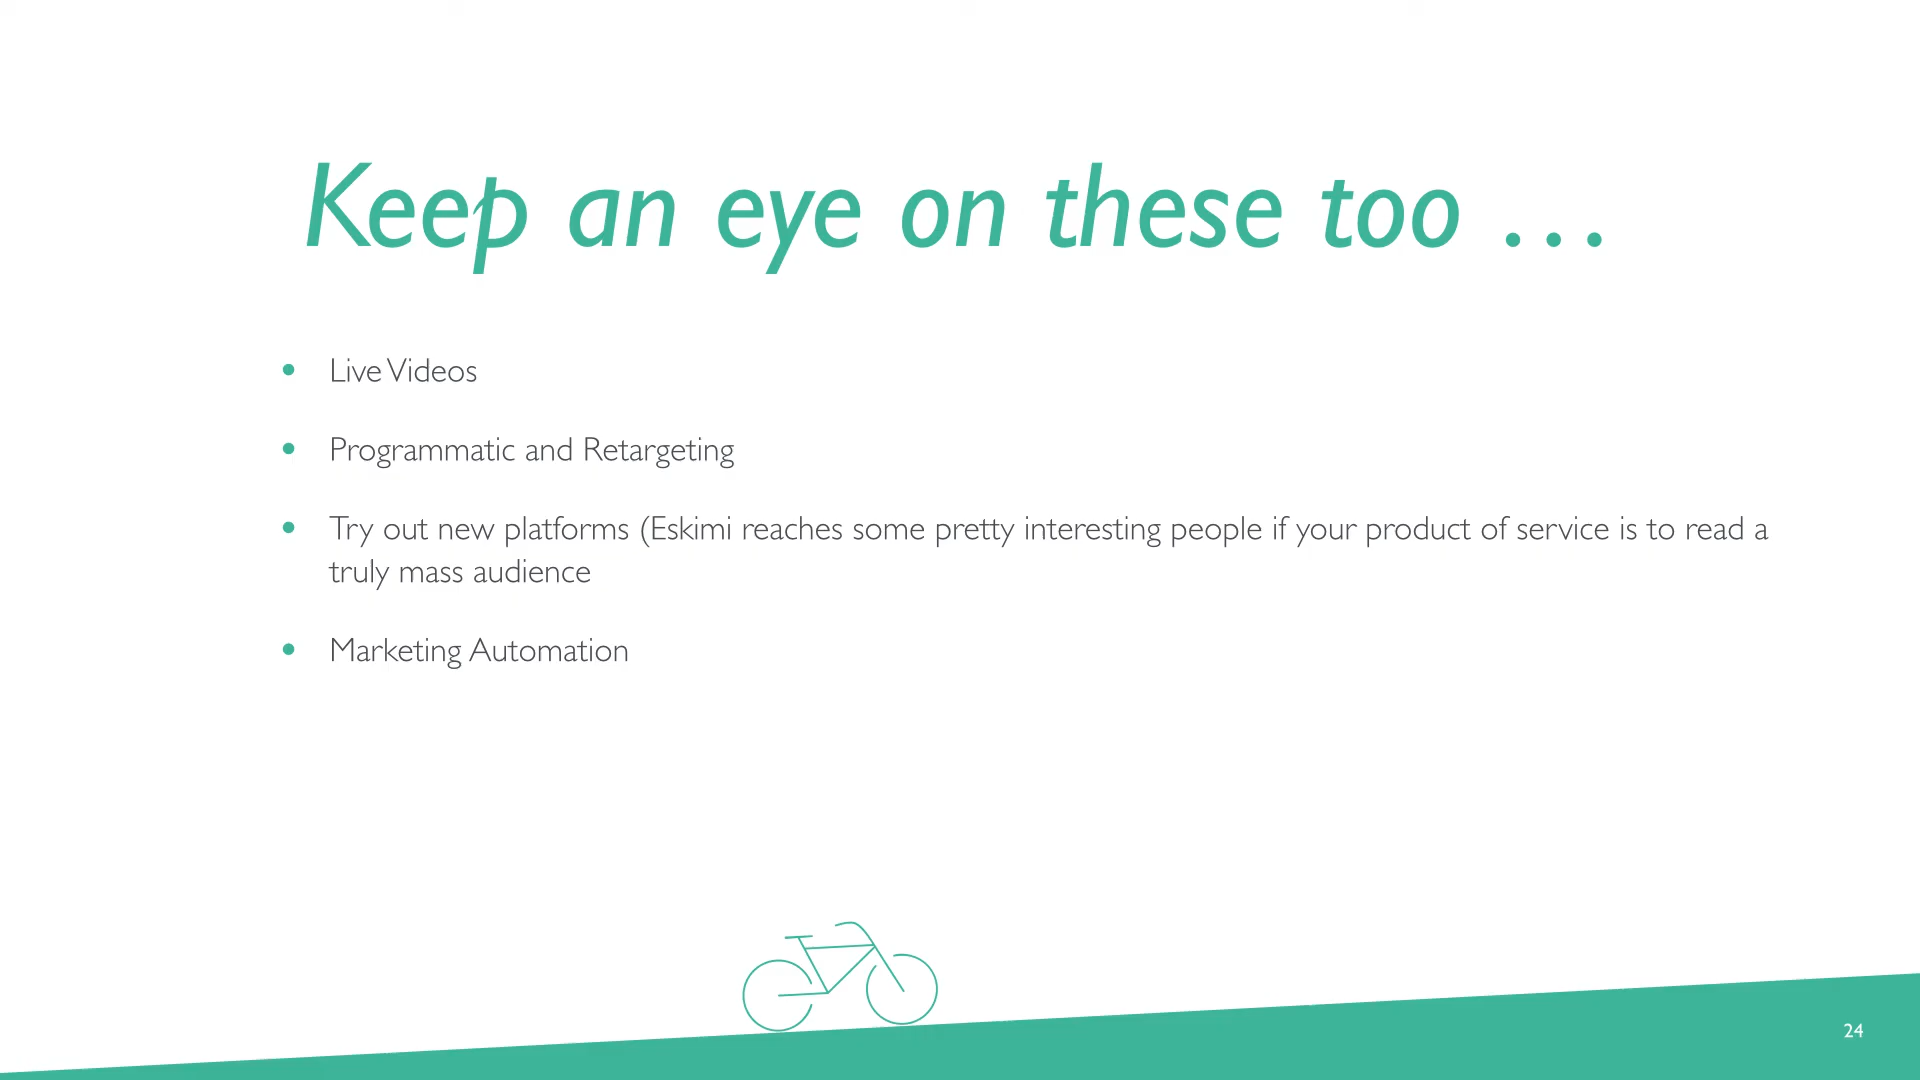 Keep an eye on these too …
• Live Videos
• Programmatic and Retargeting
• Try out new platforms (Eskimi reaches some pretty interesting people if your product of service is to read a
truly mass audience
• Marketing Automation
24